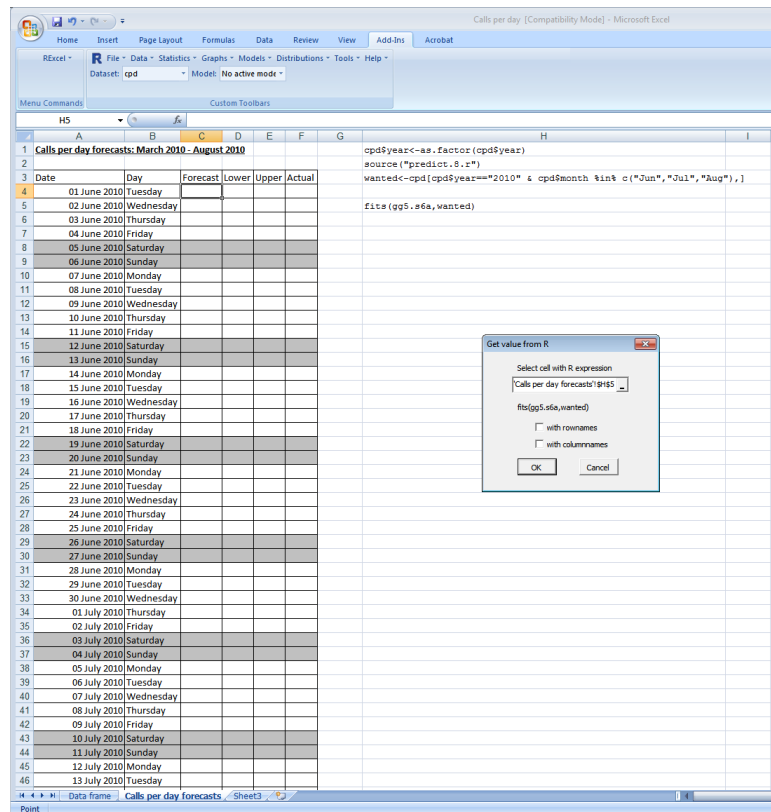 Calls per day [Compatibility Mode] - Microsoft Excel
Home Insert Page Layout Formulas Data Review View Add-Ins Acrobat
RExcel R File Data Statistics Graphs Models Distributions Tools Help
Dataset: cpd Model: No active mode
Menu Commands Custom Toolbars
H5 fx
A B C D E F G H I
1 Calls per day forecasts: March 2010 - August 2010 cpd$year<-as.factor(cpd$year)
2 source("predict.8.r")
3 Date Day Forecast Lower Upper Actual wanted<-cpd[cpd$year=="2010" & cpd$month %in% c("Jun","Jul","Aug"),]
4 01 June 2010 Tuesday
5 02 June 2010 Wednesday fits(gg5.s6a,wanted)
6 03 June 2010 Thursday
7 04 June 2010 Friday
8 05 June 2010 Saturday
9 06 June 2010 Sunday
10 07 June 2010 Monday
11 08 June 2010 Tuesday
12 09 June 2010 Wednesday
13 10 June 2010 Thursday
14 11 June 2010 Friday
15 12 June 2010 Saturday
16 13 June 2010 Sunday
17 14 June 2010 Monday
18 15 June 2010 Tuesday
19 16 June 2010 Wednesday
20 17 June 2010 Thursday
21 18 June 2010 Friday
22 19 June 2010 Saturday
23 20 June 2010 Sunday
24 21 June 2010 Monday
25 22 June 2010 Tuesday
26 23 June 2010 Wednesday
27 24 June 2010 Thursday
28 25 June 2010 Friday
29 26 June 2010 Saturday
30 27 June 2010 Sunday
31 28 June 2010 Monday
32 29 June 2010 Tuesday
33 30 June 2010 Wednesday
34 01 July 2010 Thursday
35 02 July 2010 Friday
36 03 July 2010 Saturday
37 04 July 2010 Sunday
38 05 July 2010 Monday
39 06 July 2010 Tuesday
40 07 July 2010 Wednesday
41 08 July 2010 Thursday
42 09 July 2010 Friday
43 10 July 2010 Saturday
44 11 July 2010 Sunday
45 12 July 2010 Monday
46 13 July 2010 Tuesday
Get value from R
Select cell with R expression
'Calls per day forecasts'!$H$5
fits(gg5.s6a,wanted)
with rownames
with columnnames
OK Cancel
Data frame Calls per day forecasts Sheet3
Point